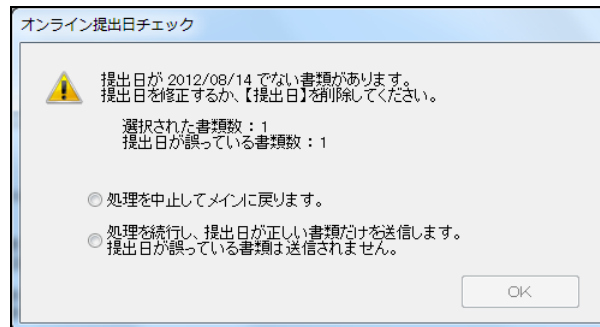 オンライン提出日チェック
提出日が 2012/08/14 でない書類があります。
提出日を修正するか、【提出日】を削除してください。
選択された書類数：1
提出日が誤っている書類数：1
処理を中止してメインに戻ります。
処理を続行し、提出日が正しい書類だけを送信します。
提出日が誤っている書類は送信されません。
OK